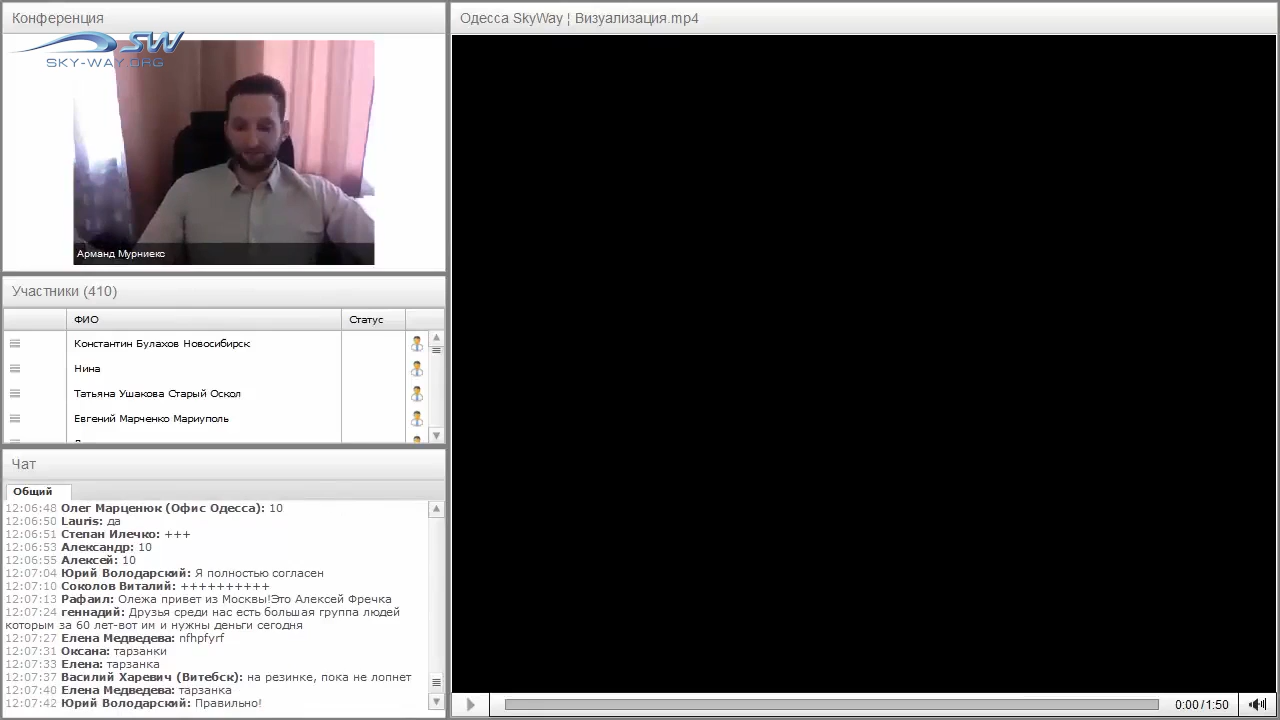 Конференция
SW
SKY-WAY.ORG
Арманд Мурниекс
Участники (410)
ФИО
Статус
Константин Булахов Новосибирск
Нина
Татьяна Ушакова Старый Оскол
Евгений Марченко Мариуполь
Чат
Общий
12:06:48 Олег Марценюк (Офис Одесса): 10
12:06:50 Lauris: да
12:06:51 Степан Илечко: +++
12:06:53 Александр: 10
12:06:55 Алексей: 10
12:07:04 Юрий Володарский: Я полностью согласен
12:07:10 Соколов Виталий: ++++++++++
12:07:13 Рафаил: Олежа привет из Москвы!Это Алексей Фречка
12:07:24 геннадий: Друзья среди нас есть большая группа людей
которым за 60 лет-вот им и нужны деньги сегодня
12:07:27 Елена Медведева: nfhpfyrf
12:07:31 Оксана: тарзанки
12:07:33 Елена: тарзанка
12:07:37 Василий Харевич (Витебск): на резинке, пока не лопнет
12:07:40 Елена Медведева: тарзанка
12:07:42 Юрий Володарский: Правильно!
Одесса SkyWay ¦ Визуализация.mp4
0:00/1:50